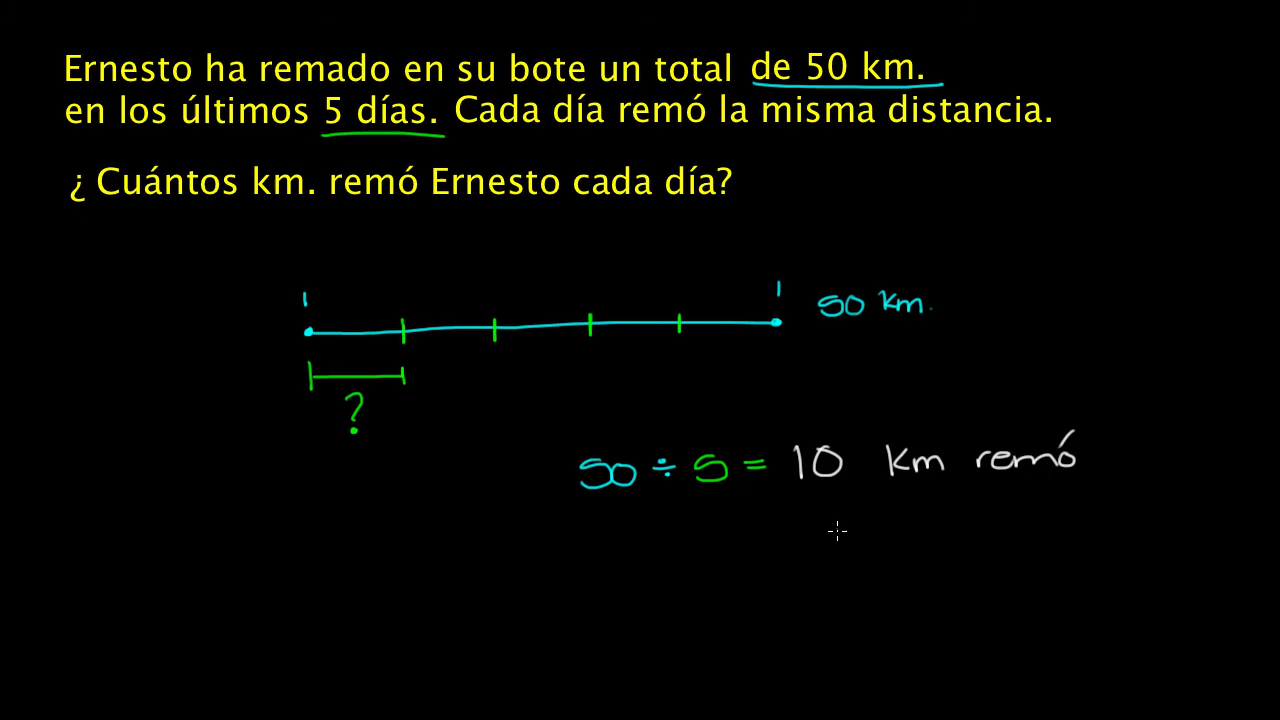 Ernesto ha remado en su bote un total de 50 km.
en los últimos 5 días. Cada día remó la misma distancia.
¿ Cuántos km. remó Ernesto cada día?
50 km.
?
50 ÷ 5 = 10 km remó